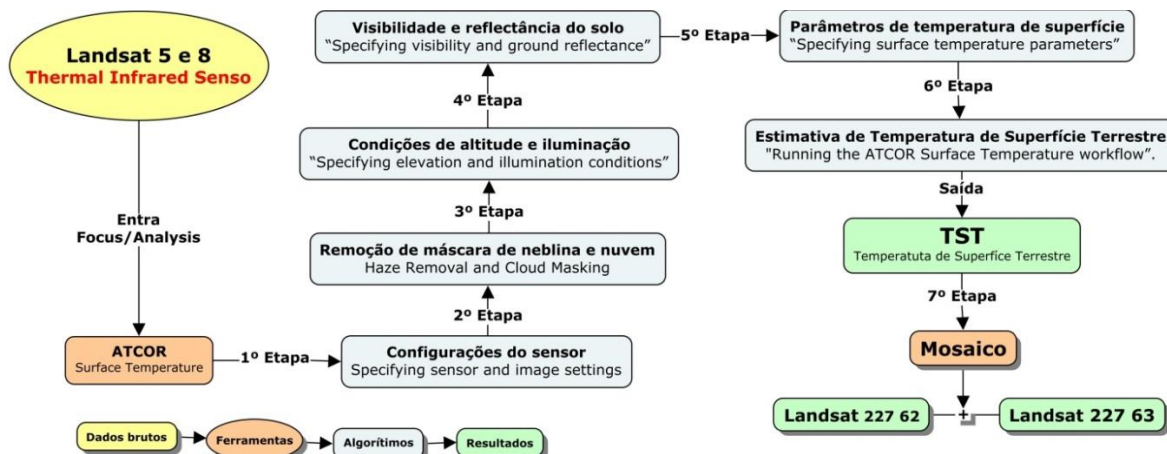 Landsat 5 e 8
Thermal Infrared Senso
Entra
Focus/Analysis
ATCOR
Surface Temperature
1º Etapa
Configurações do sensor
Specifying sensor and image settings
2º Etapa
Remoção de máscara de neblina e nuvem
Haze Removal and Cloud Masking
3º Etapa
Condições de altitude e iluminação
“Specifying elevation and illumination conditions”
4º Etapa
Visibilidade e reflectância do solo
“Specifying visibility and ground reflectance”
5º Etapa
Parâmetros de temperatura de superfície
“Specifying surface temperature parameters”
6º Etapa
Estimativa de Temperatura de Superfície Terrestre
"Running the ATCOR Surface Temperature workflow”.
Saída
TST
Temperatuta de Superfíce Terrestre
7º Etapa
Mosaico
Landsat 227 62
+
Landsat 227 63
Dados brutos
Ferramentas
Algorítimos
Resultados